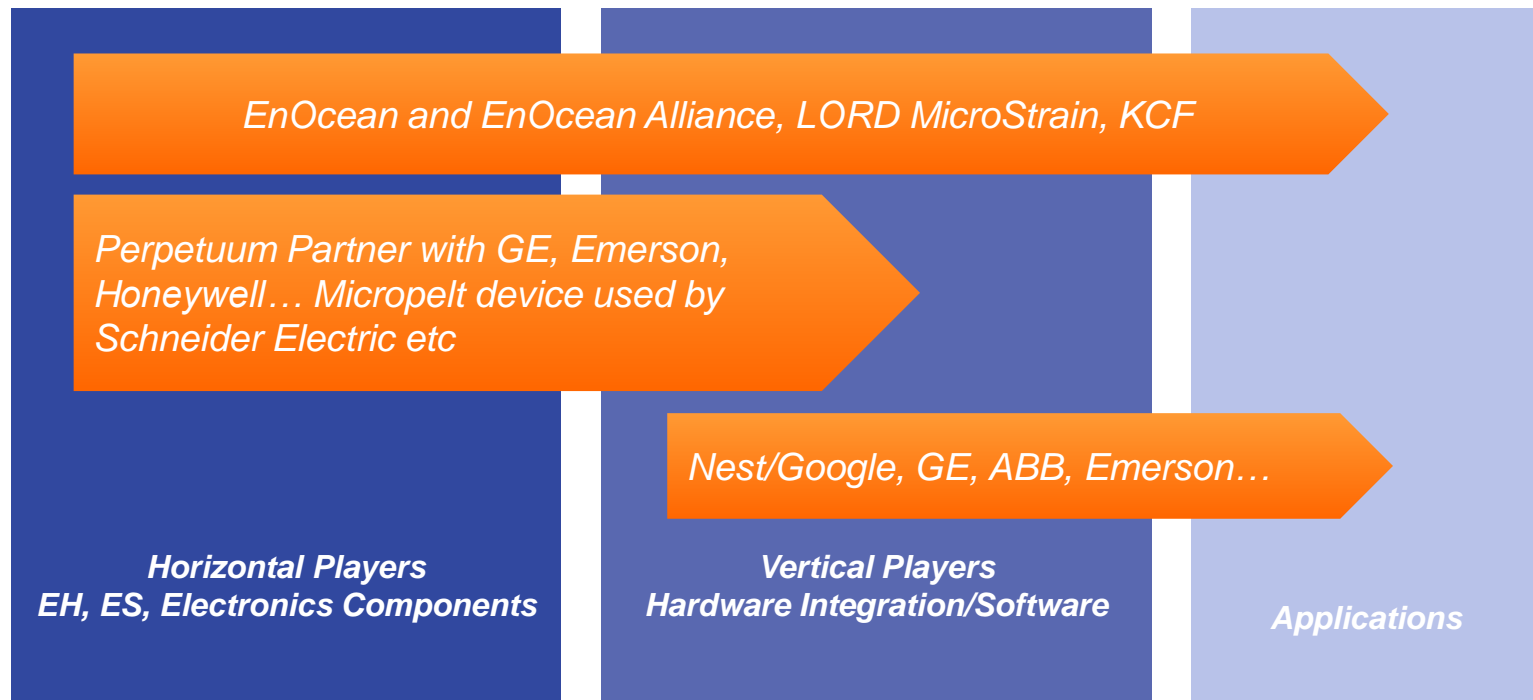 EnOcean and EnOcean Alliance, LORD MicroStrain, KCF
Perpetuum Partner with GE, Emerson,
Honeywell… Micropelt device used by
Schneider Electric etc
Nest/Google, GE, ABB, Emerson…
Horizontal Players
EH, ES, Electronics Components
Vertical Players
Hardware Integration/Software
Applications